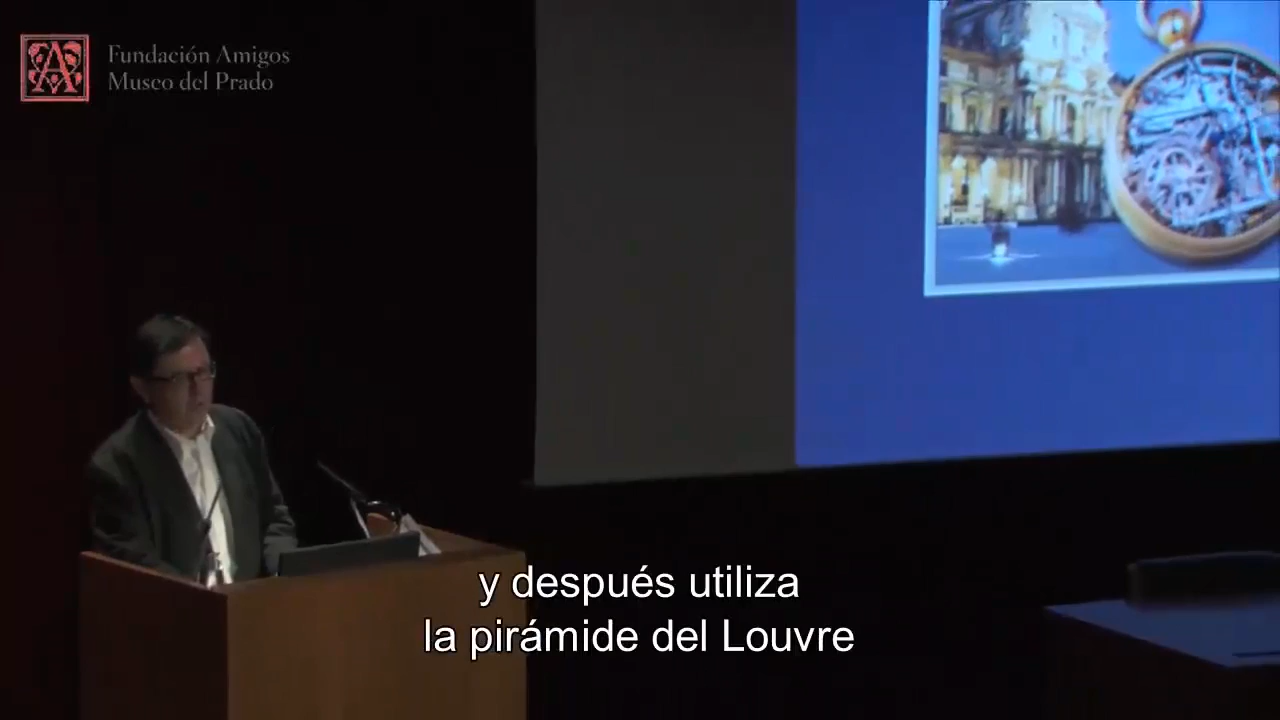 Fundación Amigos
Museo del Prado
y después utiliza
la pirámide del Louvre